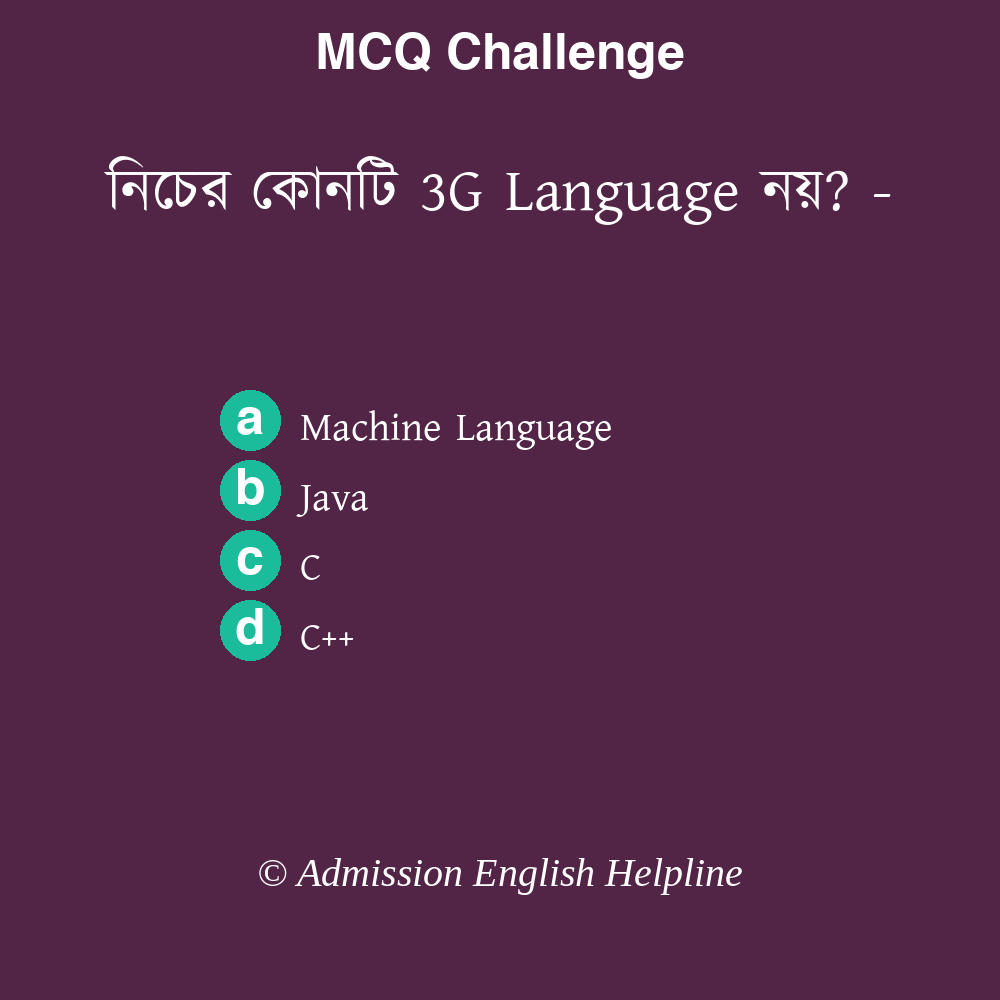 MCQ Challenge
নিচের কোনটি 3G Language নয়? -
a Machine Language
b Java
c C
d C++
© Admission English Helpline